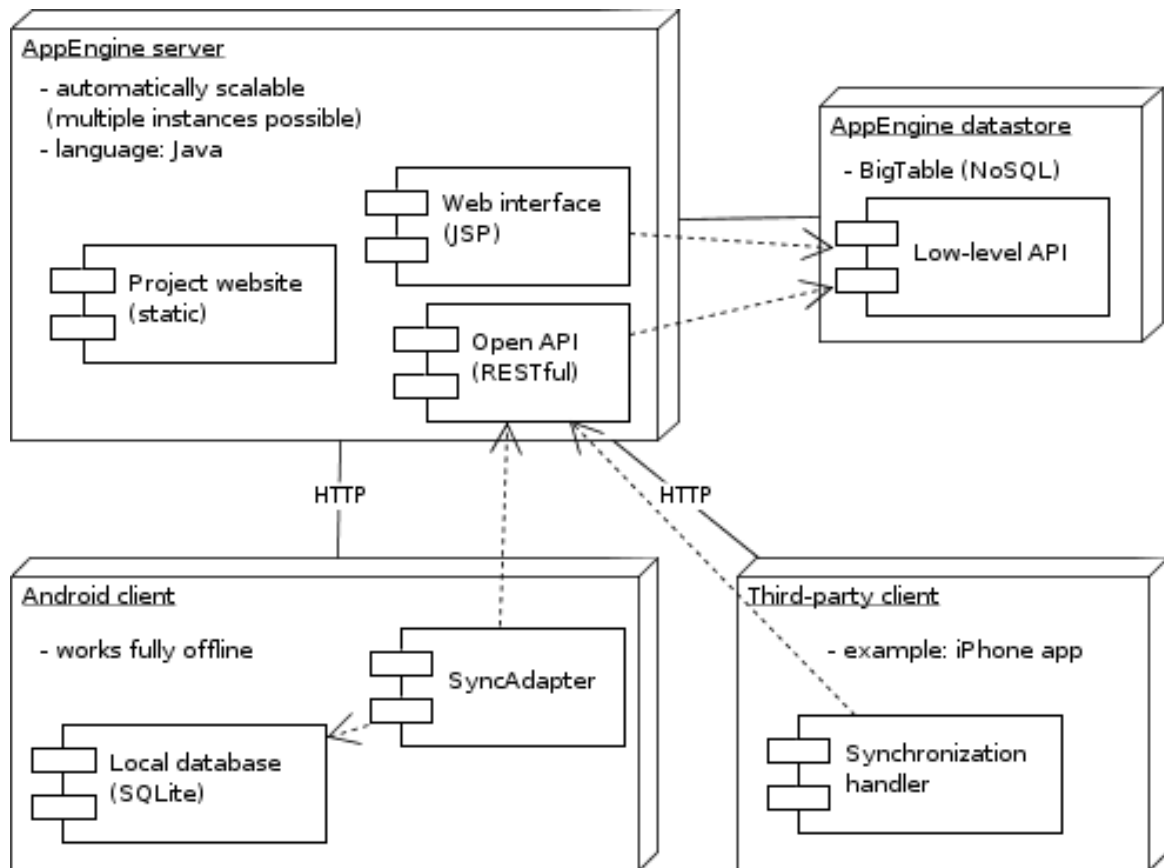 AppEngine server
- automatically scalable
(multiple instances possible)
- language: Java
Web interface
(JSP)
Project website
(static)
Open API
(RESTful)
AppEngine datastore
- BigTable (NoSQL)
Low-level API
HTTP
HTTP
Android client
- works fully offline
SyncAdapter
Local database
(SQLite)
Third-party client
- example: iPhone app
Synchronization
handler